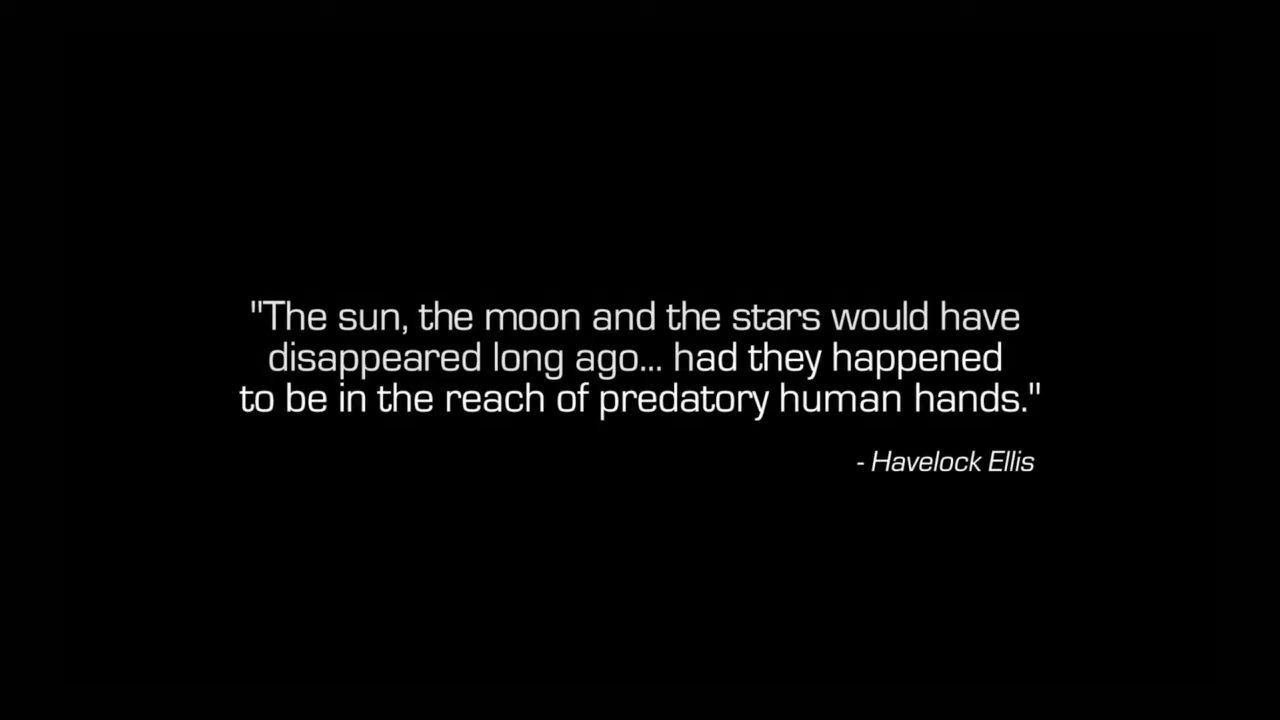 "The sun, the moon and the stars would have
disappeared long ago... had they happened
to be in the reach of predatory human hands."
- Havelock Ellis